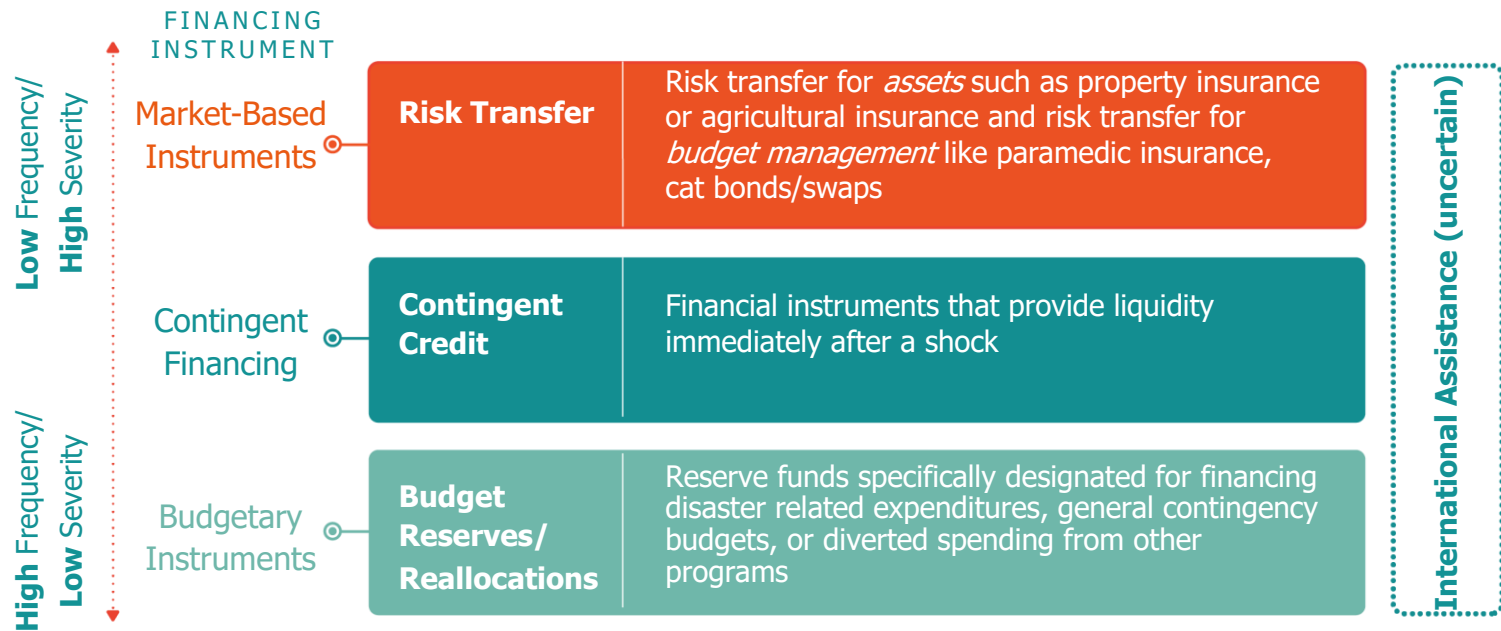 FINANCING
INSTRUMENT
Low Frequency/
High Severity
Market-Based
Instruments
Risk Transfer
Risk transfer for assets such as property insurance
or agricultural insurance and risk transfer for
budget management like paramedic insurance,
cat bonds/swaps
Contingent
Financing
Contingent
Credit
Financial instruments that provide liquidity
immediately after a shock
High Frequency/
Low Severity
Budgetary
Instruments
Budget
Reserves/
Reallocations
Reserve funds specifically designated for financing
disaster related expenditures, general contingency
budgets, or diverted spending from other
programs
International Assistance (uncertain)